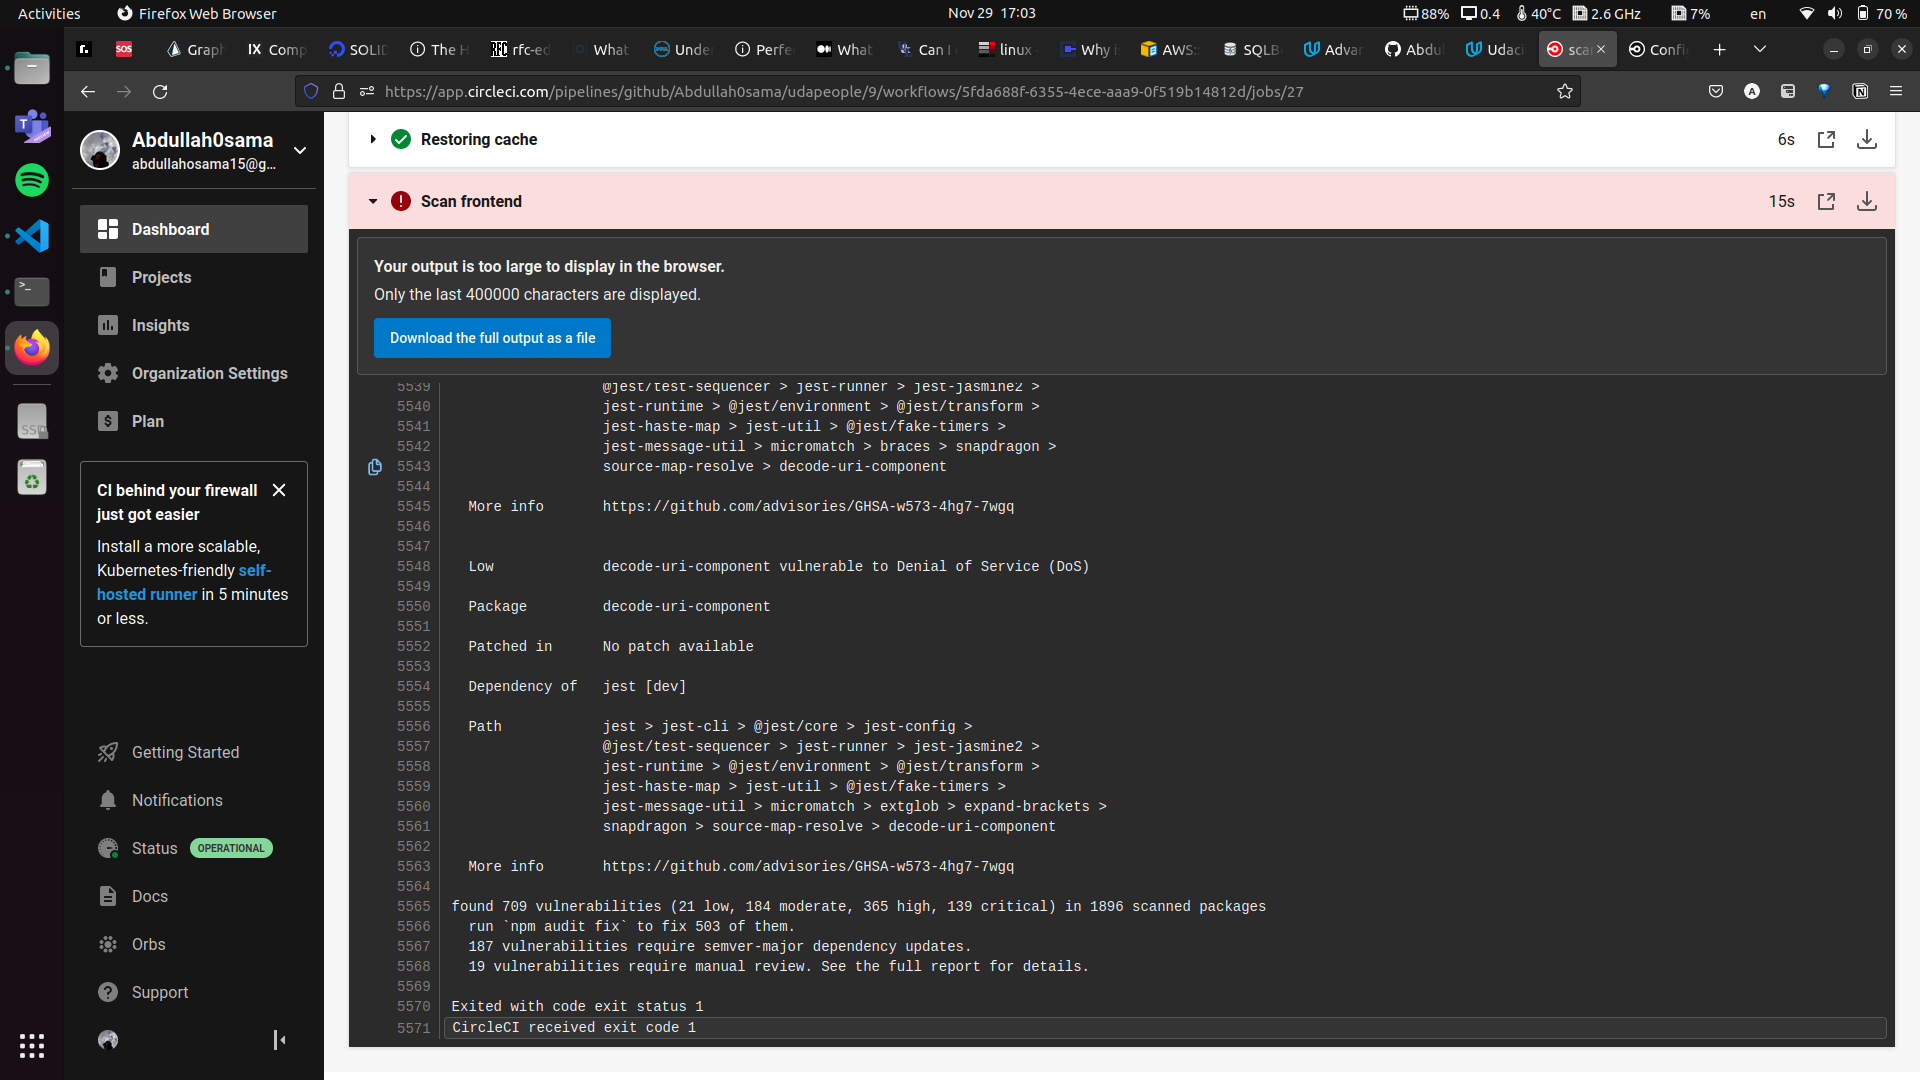 Activities
Firefox Web Browser
Nov 29 17:03
88% 0.4 40°C 2.6 GHz 7% en 70 %
r.
SOS
Graph
IX Comp
SOLID
The H
rfc-ed
What
Under
Perfe
What
Can I
linux
Why i
AWS:
SQLB
Advar
Abdul
Udaci
scan
Confi
https://app.circleci.com/pipelines/github/Abdullah0sama/udapeople/9/workflows/5fda688f-6355-4ece-aaa9-0f519b14812d/jobs/27
Abdullah0sama
abdullahosama15@g...
Dashboard
Projects
Insights
Organization Settings
Plan
CI behind your firewall
just got easier
Install a more scalable,
Kubernetes-friendly self-
hosted runner in 5 minutes
or less.
Getting Started
Notifications
Status OPERATIONAL
Docs
Orbs
Support
Restoring cache 6s
Scan frontend 15s
Your output is too large to display in the browser.
Only the last 400000 characters are displayed.
Download the full output as a file
5539 @jest/test-sequencer > jest-runner > jest-jasmine2 >
5540 jest-runtime > @jest/environment > @jest/transform >
5541 jest-haste-map > jest-util > @jest/fake-timers >
5542 jest-message-util > micromatch > braces > snapdragon >
5543 source-map-resolve > decode-uri-component
5544
5545 More info https://github.com/advisories/GHSA-w573-4hg7-7wgq
5546
5547
5548 Low decode-uri-component vulnerable to Denial of Service (DoS)
5549
5550 Package decode-uri-component
5551
5552 Patched in No patch available
5553
5554 Dependency of jest [dev]
5555
5556 Path jest > jest-cli > @jest/core > jest-config >
5557 @jest/test-sequencer > jest-runner > jest-jasmine2 >
5558 jest-runtime > @jest/environment > @jest/transform >
5559 jest-haste-map > jest-util > @jest/fake-timers >
5560 jest-message-util > micromatch > extglob > expand-brackets >
5561 snapdragon > source-map-resolve > decode-uri-component
5562
5563 More info https://github.com/advisories/GHSA-w573-4hg7-7wgq
5564
5565 found 709 vulnerabilities (21 low, 184 moderate, 365 high, 139 critical) in 1896 scanned packages
5566 run `npm audit fix` to fix 503 of them.
5567 187 vulnerabilities require semver-major dependency updates.
5568 19 vulnerabilities require manual review. See the full report for details.
5569
5570 Exited with code exit status 1
5571 CircleCI received exit code 1